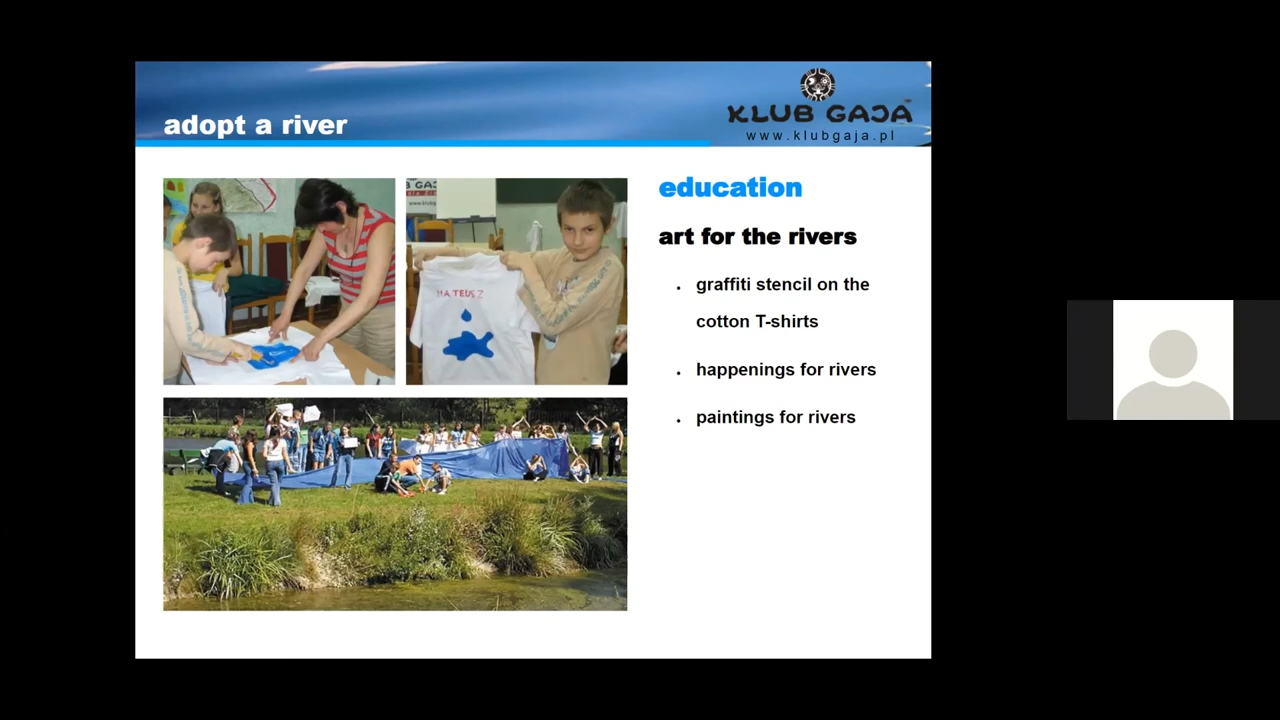 adopt a river
KLUB GAJA
www.klubgaja.pl
education
art for the rivers
graffiti stencil on the
cotton T-shirts
happenings for rivers
paintings for rivers
MATEUSZ